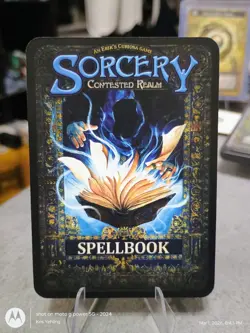 AN ERIK'S CURIOSA GAME
SORCERY
CONTESTED REALM
SPELLBOOK
shot on moto g power 5G - 2024